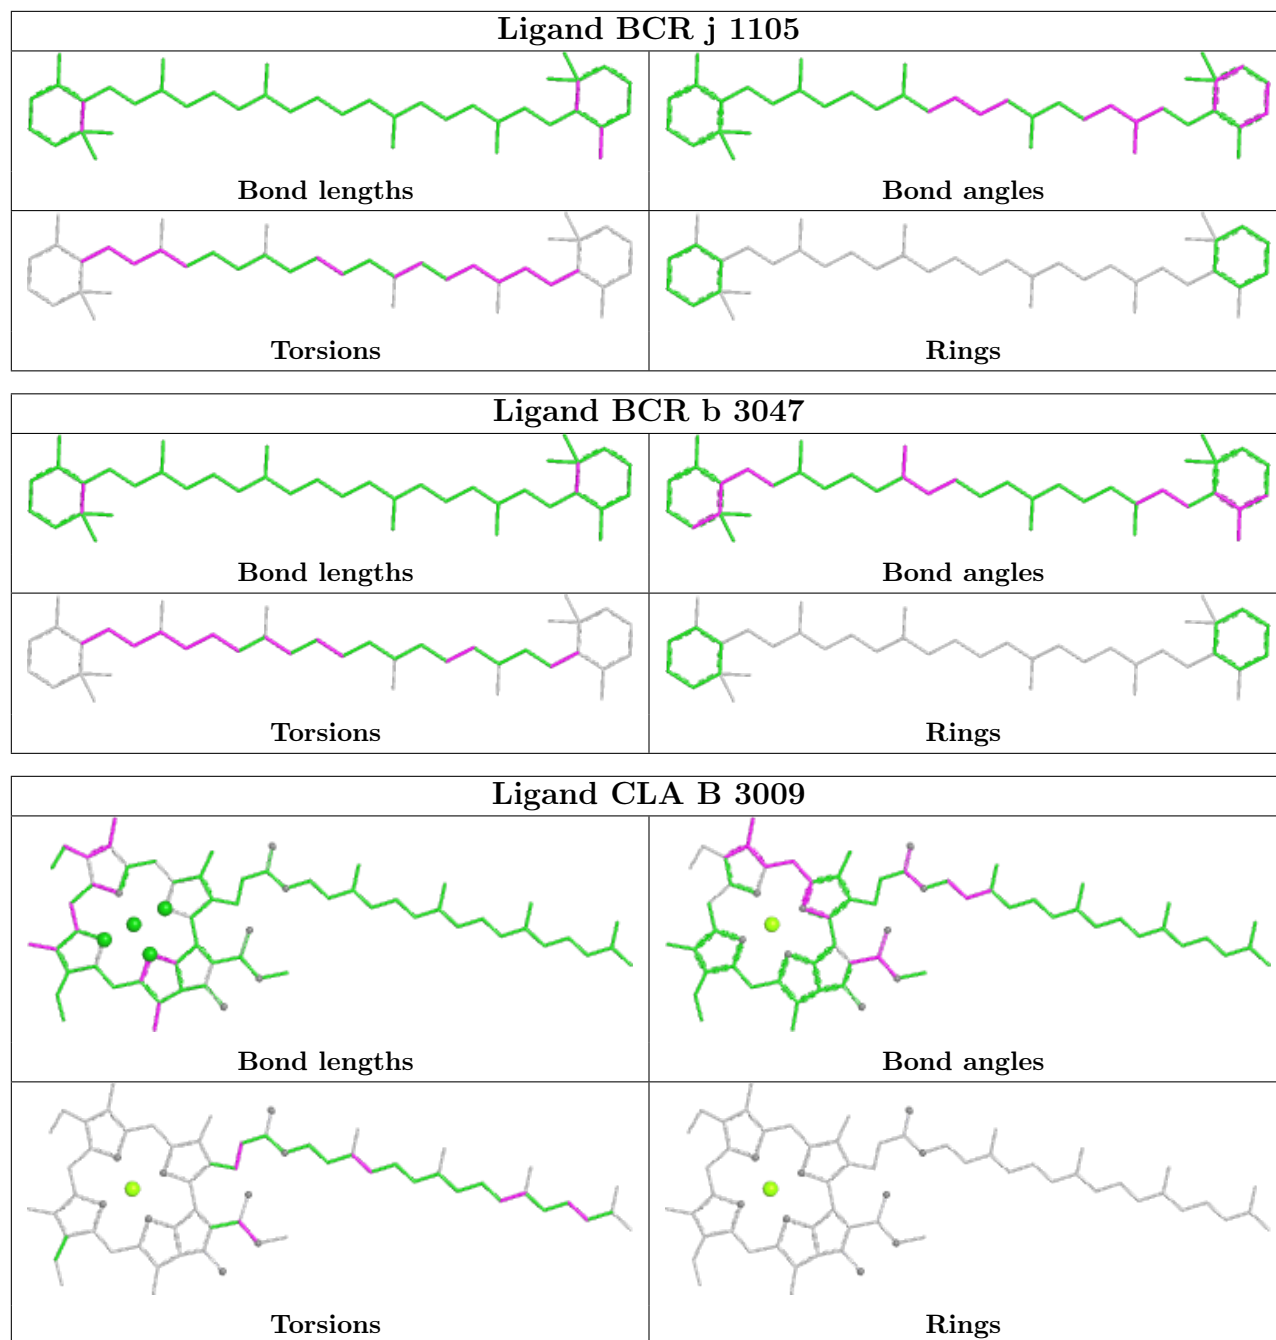 Ligand BCR j 1105
Bond lengths
Bond angles
Torsions
Rings
Ligand BCR b 3047
Bond lengths
Bond angles
Torsions
Rings
Ligand CLA B 3009
Bond lengths
Bond angles
Torsions
Rings